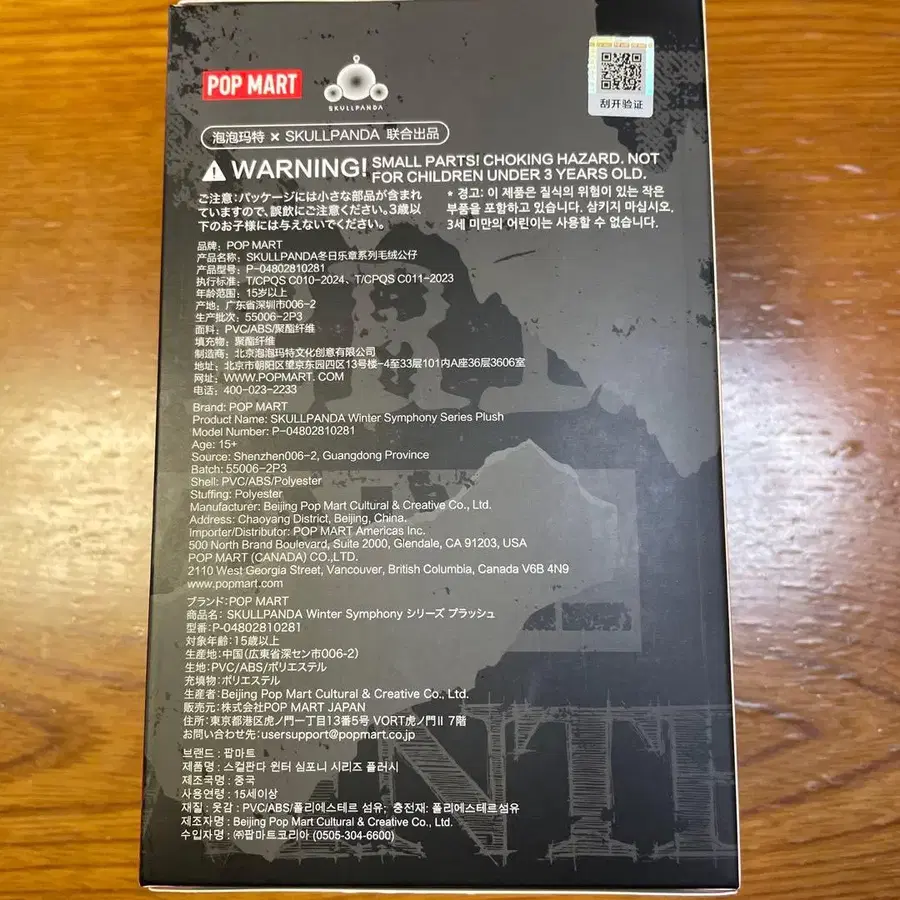 POP MART
SKULLPANDA
刮开验证
泡泡玛特 × SKULLPANDA 联合出品
WARNING! SMALL PARTS! CHOKING HAZARD. NOT
FOR CHILDREN UNDER 3 YEARS OLD.
ご注意:パッケージには小さな部品が含まれ
ていますので、誤飲にご注意ください。3歳以
下のお子様には与えないでください。
* 경고: 이 제품은 질식의 위험이 있는 작은
부품을 포함하고 있습니다. 삼키지 마십시오.
3세 미만의 어린이는 사용할 수 없습니다.
品牌: POP MART
产品名称: SKULLPANDA冬日乐章系列毛绒公仔
产品型号: P-04802810281
执行标准: T/CPQS C010-2024、T/CPQS C011-2023
年龄范围: 15岁以上
产地: 广东省深圳市006-2
生产批次: 55006-2P3
面料: PVC/ABS/聚酯纤维
填充物: 聚酯纤维
制造商: 北京泡泡玛特文化创意有限公司
地址: 北京市朝阳区望京东园四区13号楼-4至33层101内A座36层3606室
网址: WWW.POPMART.COM
电话: 400-023-2233
Brand: POP MART
Product Name: SKULLPANDA Winter Symphony Series Plush
Model Number: P-04802810281
Age: 15+
Source: Shenzhen006-2, Guangdong Province
Batch: 55006-2P3
Shell: PVC/ABS/Polyester
Stuffing: Polyester
Manufacturer: Beijing Pop Mart Cultural & Creative Co., Ltd.
Address: Chaoyang District, Beijing, China.
Importer/Distributor: POP MART Americas Inc.
500 North Brand Boulevard, Suite 2000, Glendale, CA 91203, USA
POP MART (CANADA) CO.,LTD.
2110 West Georgia Street, Vancouver, British Columbia, Canada V6B 4N9
www.popmart.com
ブランド:POP MART
商品名: SKULLPANDA Winter Symphony シリーズ プラッシュ
型番:P-04802810281
対象年齢:15歳以上
生産地:中国(広東省深セン市006-2)
生地:PVC/ABS/ポリエステル
充填物:ポリエステル
生産者:Beijing Pop Mart Cultural & Creative Co., Ltd.
販売元:株式会社POP MART JAPAN
住所:東京都港区虎ノ門一丁目13番5号 VORT虎ノ門II 7階
お問い合わせ先:usersupport@popmart.co.jp
브랜드 : 팝마트
제품명 : 스컬판다 윈터 심포니 시리즈 플러시
제조국명 : 중국
사용연령 : 15세이상
재질 : 옷감 : PVC/ABS/폴리에스테르 섬유; 충전재: 폴리에스테르섬유
제조자명 : Beijing Pop Mart Cultural & Creative Co., Ltd.
수입자명 : ㈜팝마트코리아 (0505-304-6600)